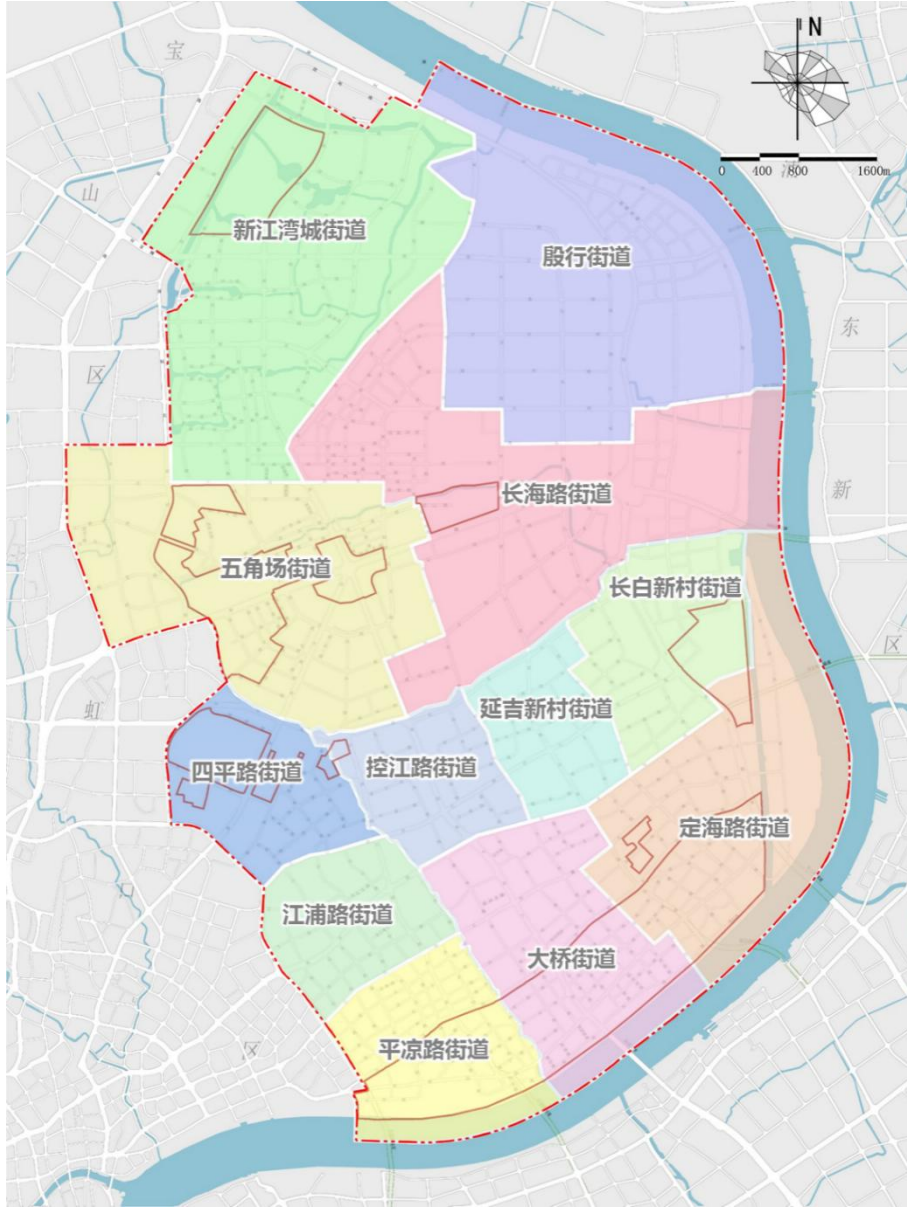 N
宝
0 400 800 1600m
浦
山
新江湾城街道
殷行街道
东
区
长海路街道
新
五角场街道
长白新村街道
区
延吉新村街道
虹
控江路街道
四平路街道
定海路街道
江浦路街道
大桥街道
区
平凉路街道